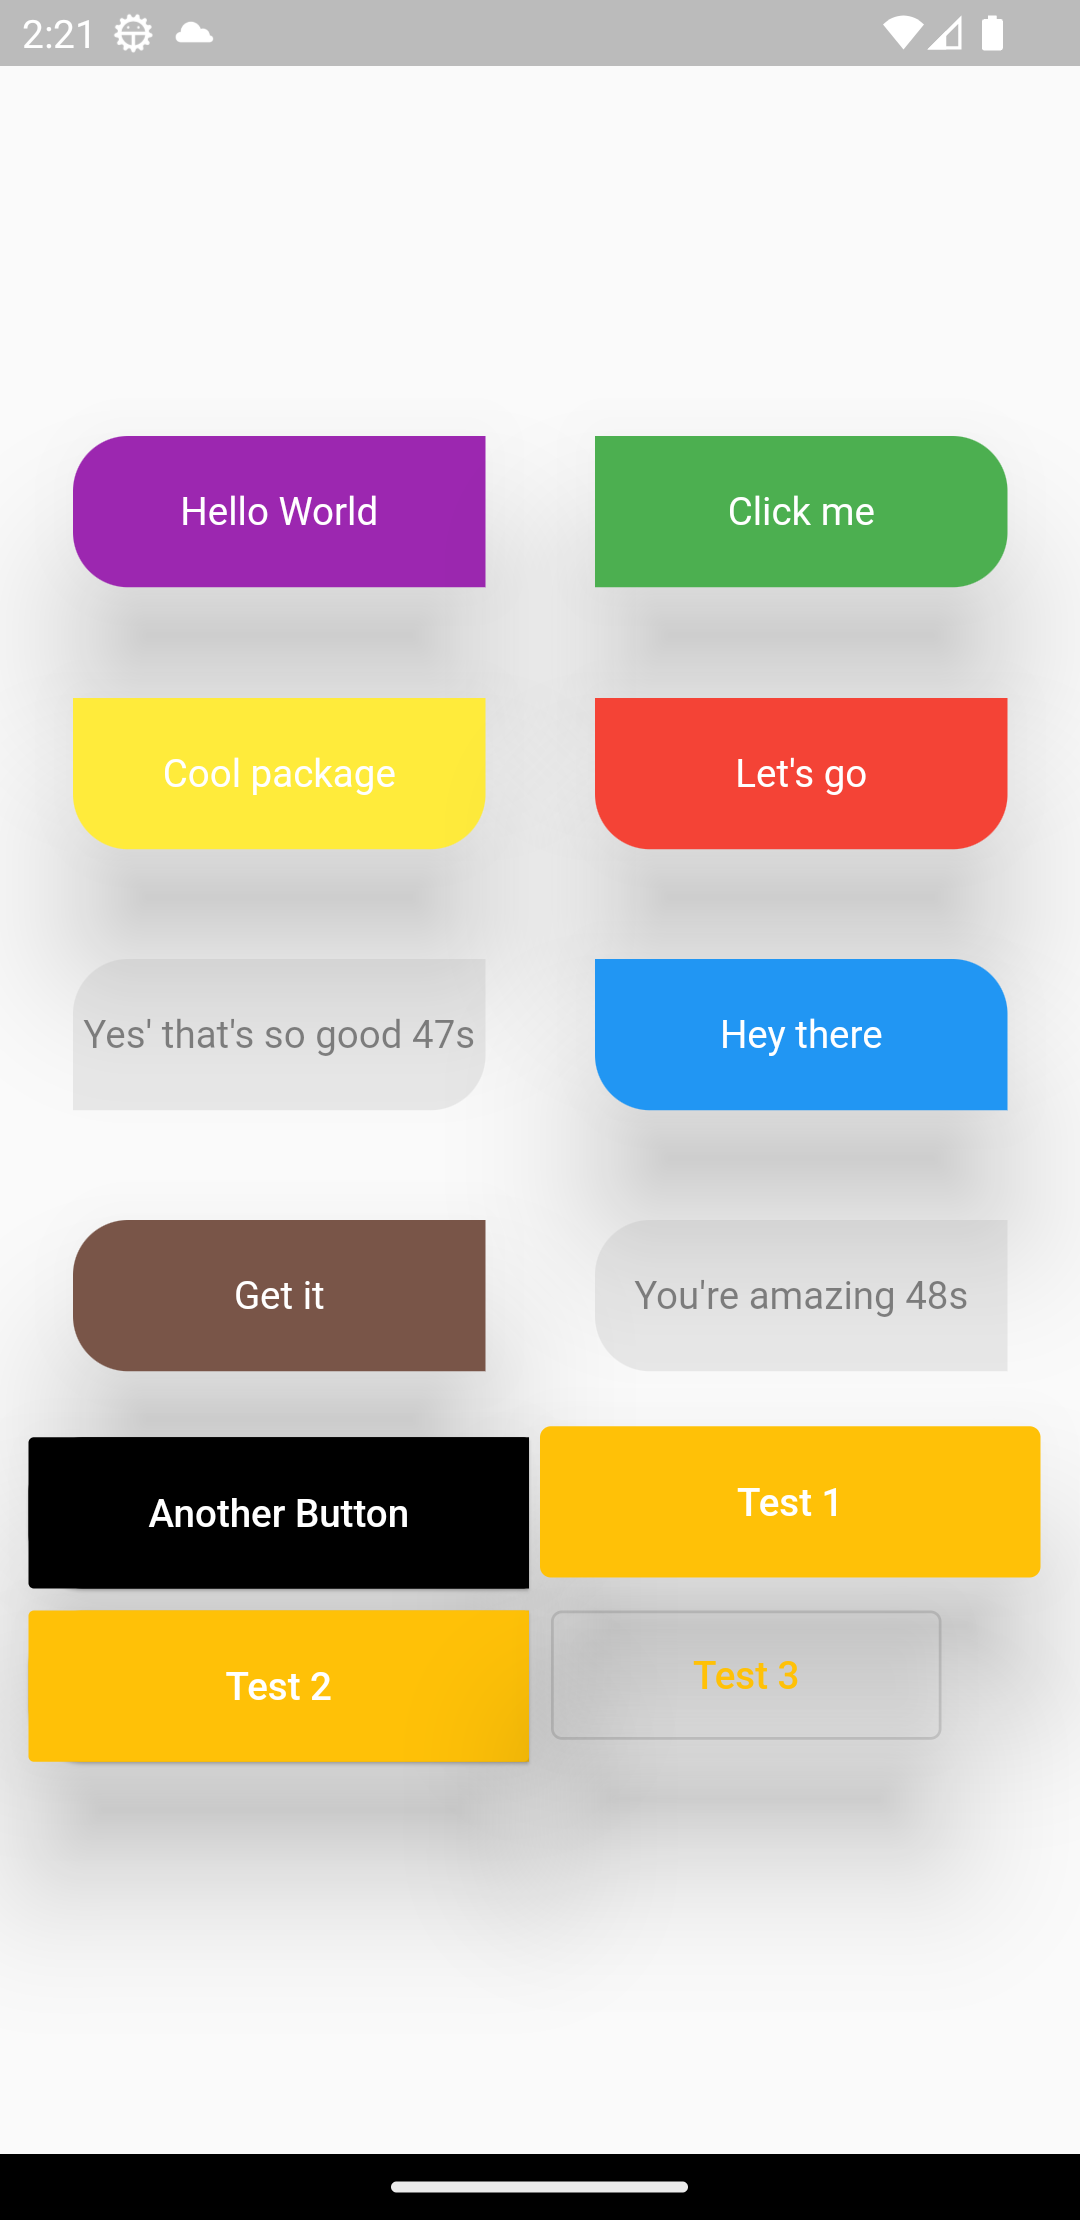 2:21
Hello World
Click me
Cool package
Let's go
Yes' that's so good 47s
Hey there
Get it
You're amazing 48s
Another Button
Test 1
Test 2
Test 3